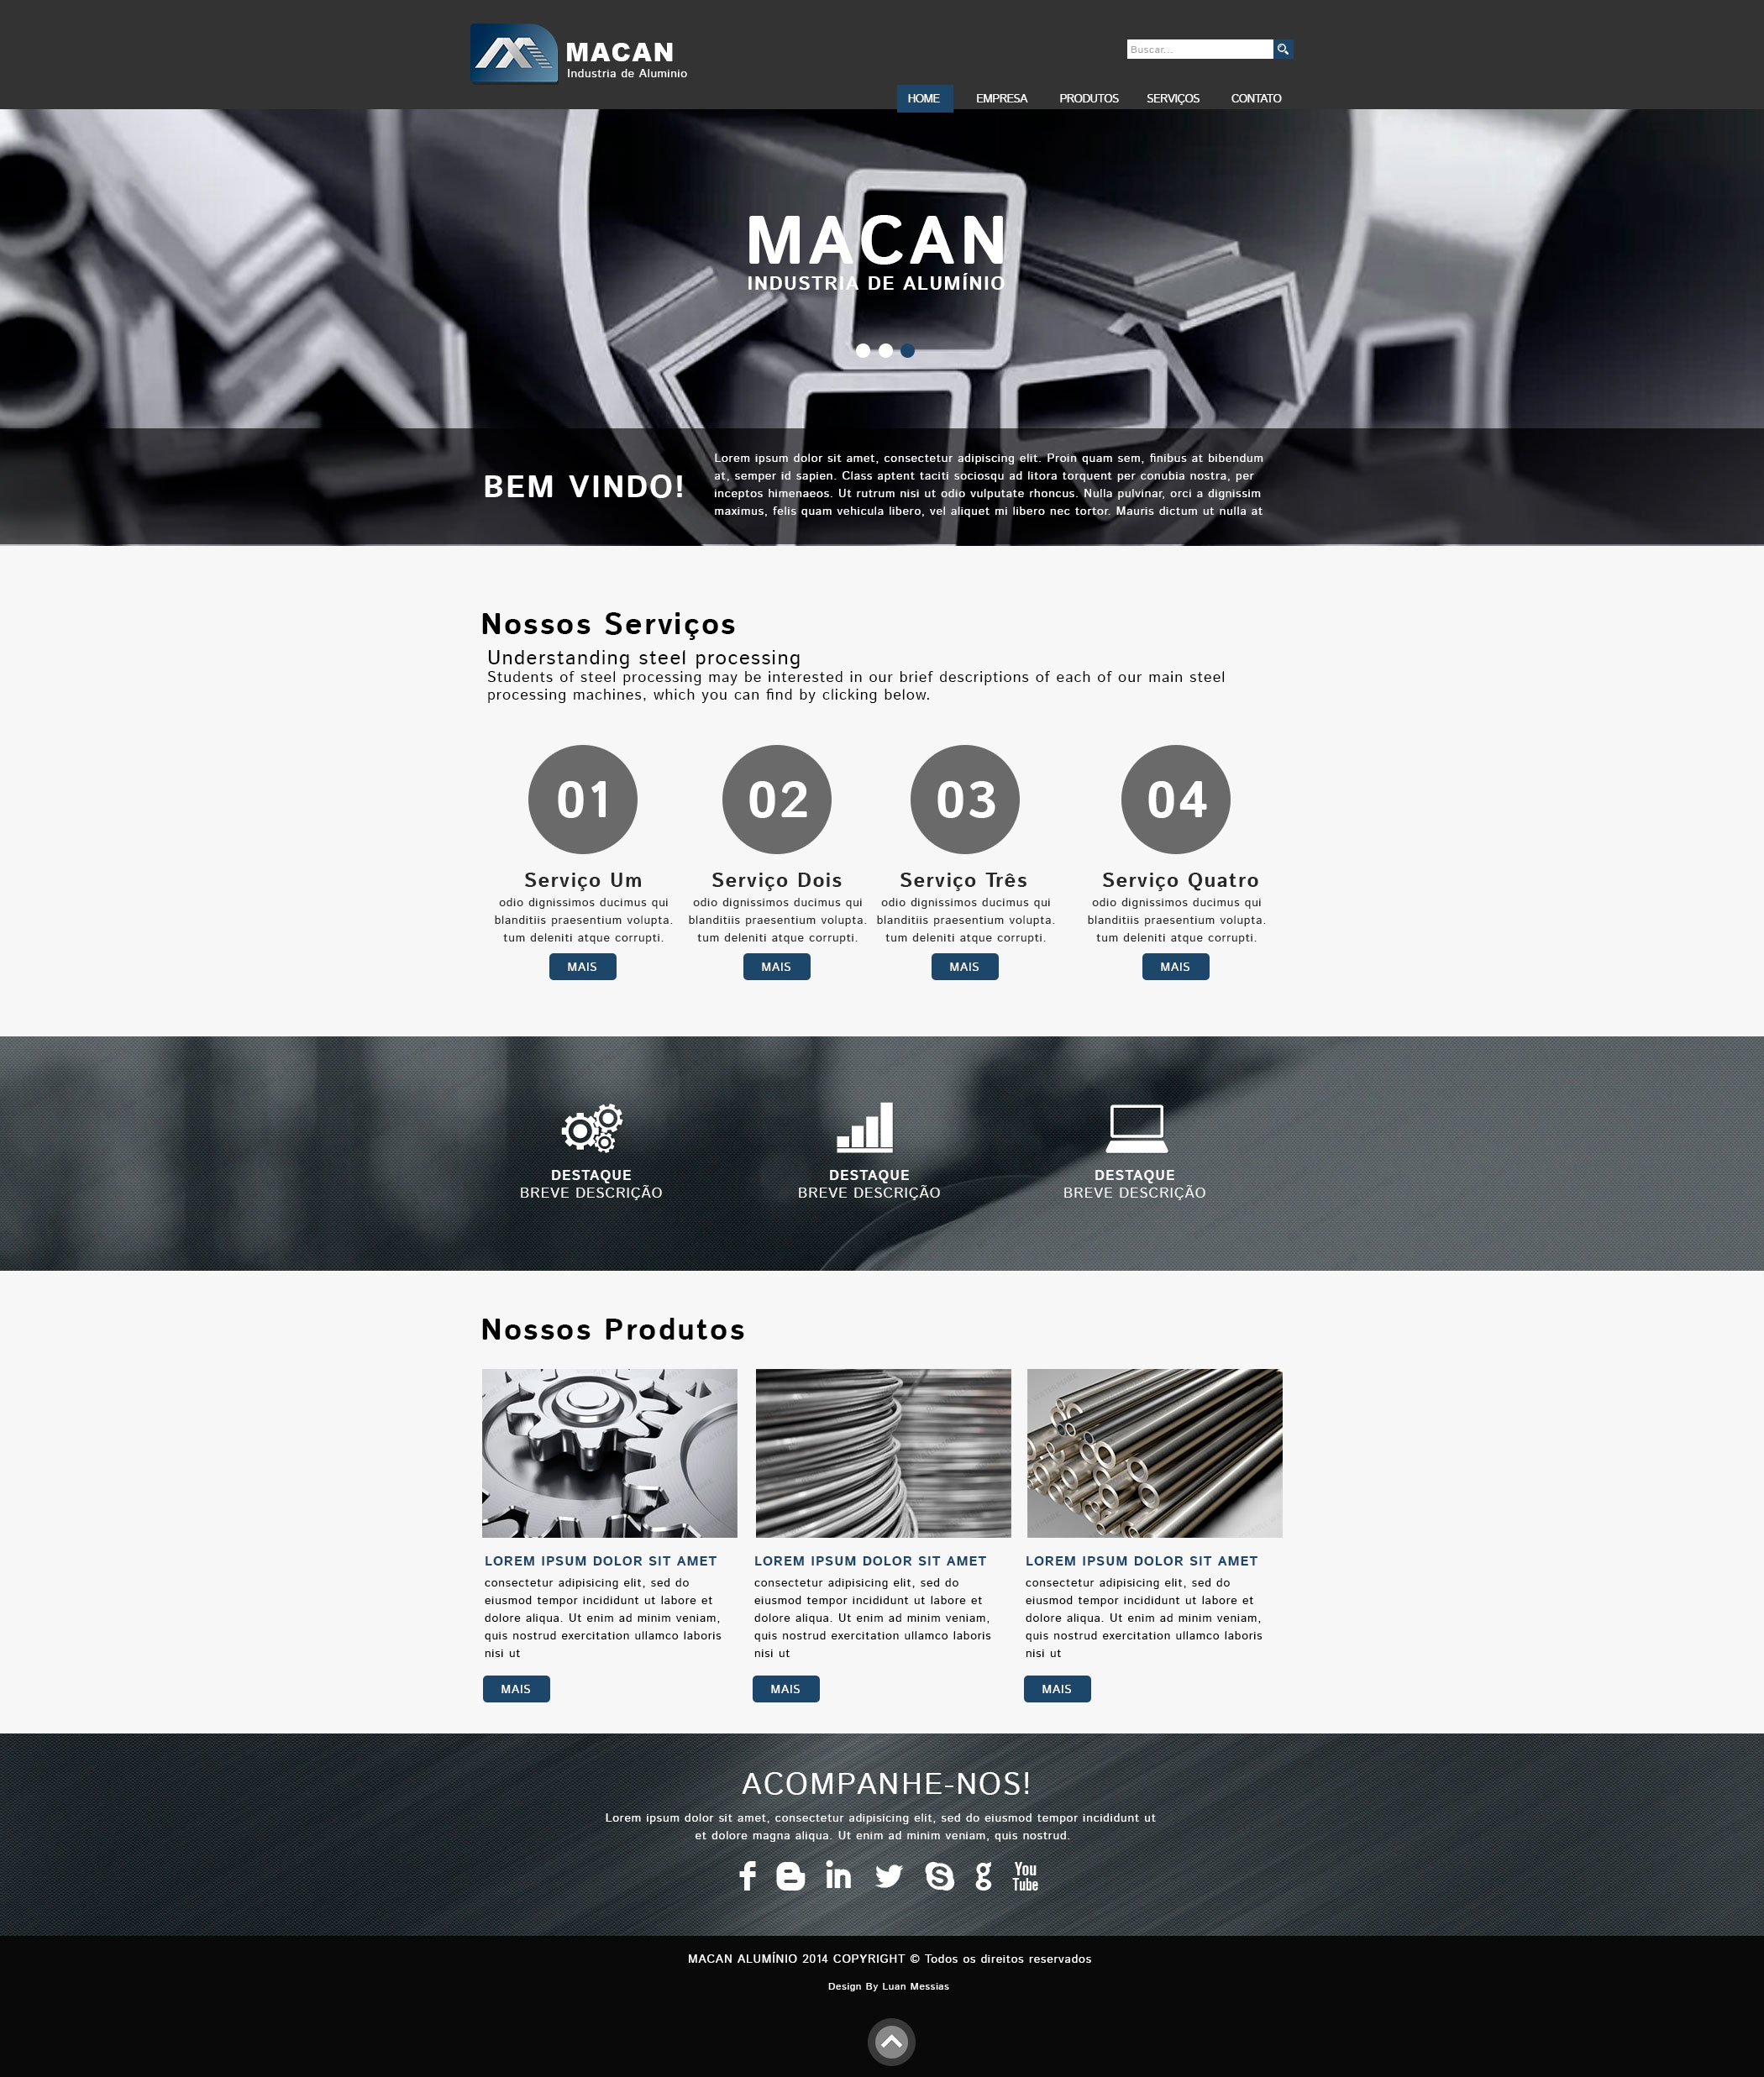 MACAN
Industria de Aluminio
Buscar...
HOME EMPRESA PRODUTOS SERVIÇOS CONTATO
MACAN
INDUSTRIA DE ALUMÍNIO
BEM VINDO!
Lorem ipsum dolor sit amet, consectetur adipiscing elit. Proin quam sem, finibus at bibendum
at, semper id sapien. Class aptent taciti sociosqu ad litora torquent per conubia nostra, per
inceptos himenaeos. Ut rutrum nisi ut odio vulputate rhoncus. Nulla pulvinar, orci a dignissim
maximus, felis quam vehicula libero, vel aliquet mi libero nec tortor. Mauris dictum ut nulla at
Nossos Serviços
Understanding steel processing
Students of steel processing may be interested in our brief descriptions of each of our main steel
processing machines, which you can find by clicking below.
01
Serviço Um
odio dignissimos ducimus qui
blanditiis praesentium volupta.
tum deleniti atque corrupti.
MAIS
02
Serviço Dois
odio dignissimos ducimus qui
blanditiis praesentium volupta.
tum deleniti atque corrupti.
MAIS
03
Serviço Três
odio dignissimos ducimus qui
blanditiis praesentium volupta.
tum deleniti atque corrupti.
MAIS
04
Serviço Quatro
odio dignissimos ducimus qui
blanditiis praesentium volupta.
tum deleniti atque corrupti.
MAIS
DESTAQUE
BREVE DESCRIÇÃO
DESTAQUE
BREVE DESCRIÇÃO
DESTAQUE
BREVE DESCRIÇÃO
Nossos Produtos
LOREM IPSUM DOLOR SIT AMET
consectetur adipisicing elit, sed do
eiusmod tempor incididunt ut labore et
dolore aliqua. Ut enim ad minim veniam,
quis nostrud exercitation ullamco laboris
nisi ut
MAIS
LOREM IPSUM DOLOR SIT AMET
consectetur adipisicing elit, sed do
eiusmod tempor incididunt ut labore et
dolore aliqua. Ut enim ad minim veniam,
quis nostrud exercitation ullamco laboris
nisi ut
MAIS
LOREM IPSUM DOLOR SIT AMET
consectetur adipisicing elit, sed do
eiusmod tempor incididunt ut labore et
dolore aliqua. Ut enim ad minim veniam,
quis nostrud exercitation ullamco laboris
nisi ut
MAIS
ACOMPANHE-NOS!
Lorem ipsum dolor sit amet, consectetur adipisicing elit, sed do eiusmod tempor incididunt ut
et dolore magna aliqua. Ut enim ad minim veniam, quis nostrud.
You
Tube
MACAN ALUMÍNIO 2014 COPYRIGHT © Todos os direitos reservados
Design By Luan Messias